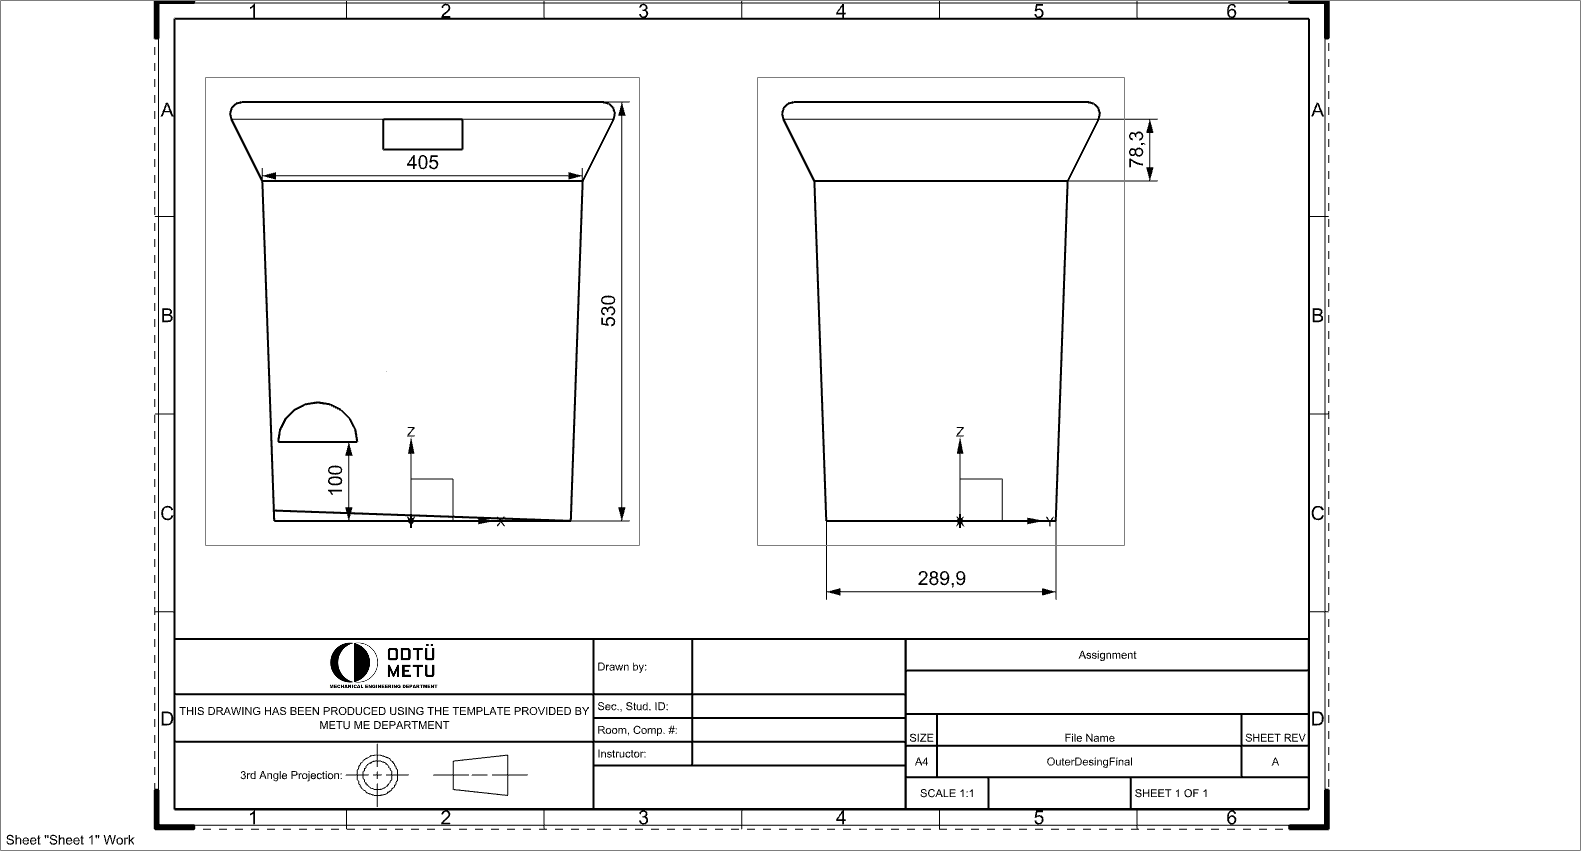 1 2 3 4 5 6
A A
405
78,3
530
B B
Z Z
100
X Y
C C
289,9
ODTÜ
METU
MECHANICAL ENGINEERING DEPARTMENT
Drawn by:
Assignment
THIS DRAWING HAS BEEN PRODUCED USING THE TEMPLATE PROVIDED BY
METU ME DEPARTMENT
Sec., Stud. ID:
Room, Comp. #:
Instructor:
D D
SIZE File Name SHEET REV
A4 OuterDesingFinal A
3rd Angle Projection:
SCALE 1:1 SHEET 1 OF 1
1 2 3 4 5 6
Sheet "Sheet 1" Work